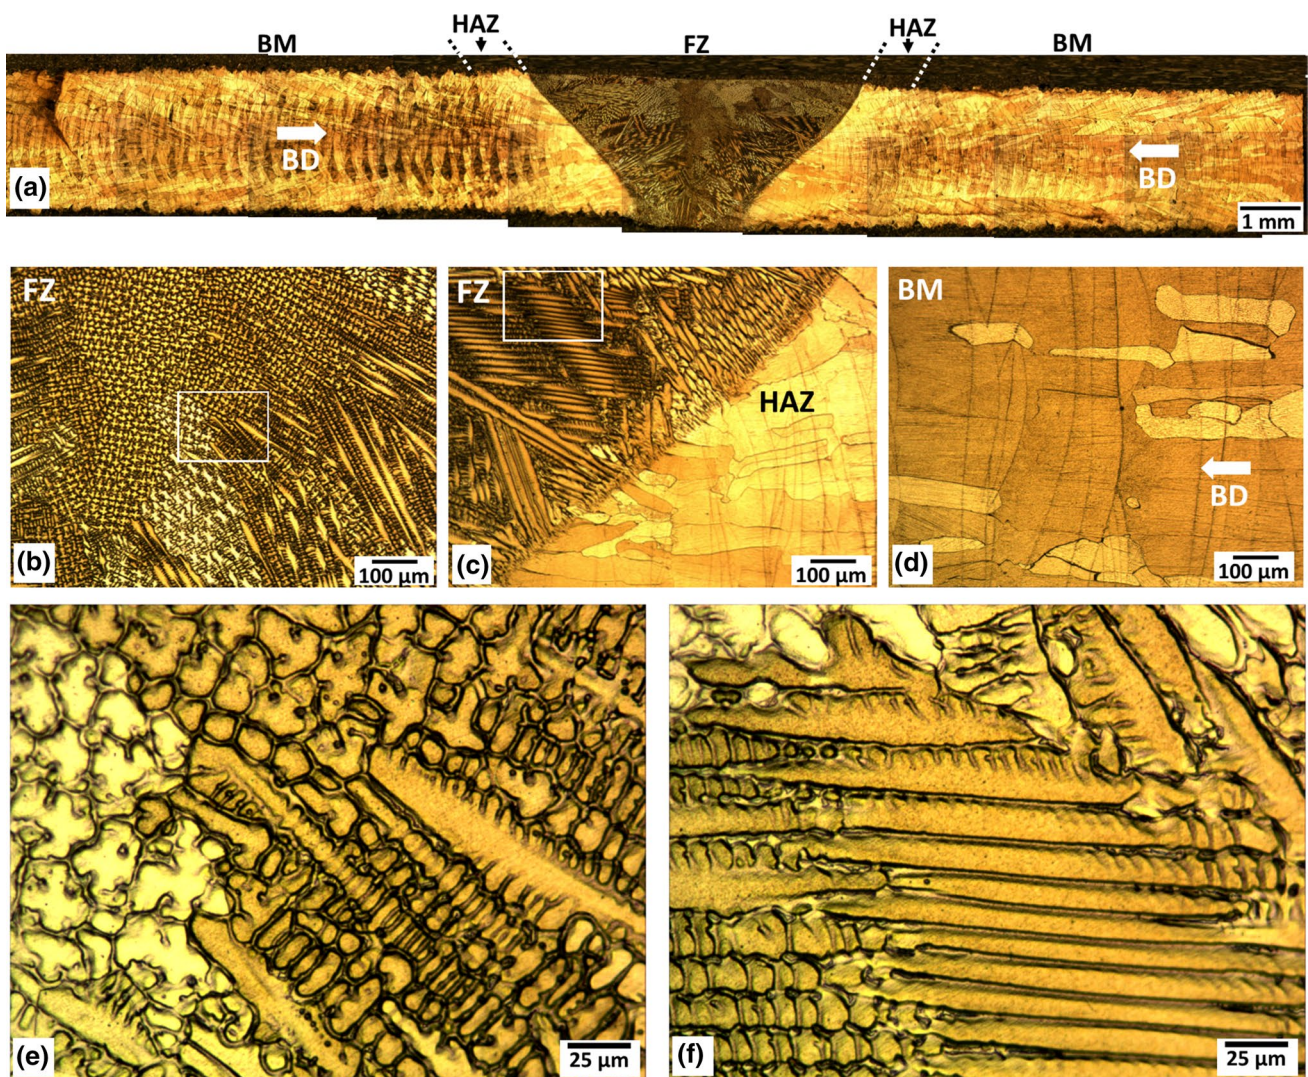 BM
HAZ
FZ
HAZ
BM
BD
BD
(a)
1 mm
FZ
(b)
100 µm
FZ
HAZ
(c)
100 µm
BM
BD
(d)
100 µm
(e)
25 µm
(f)
25 µm